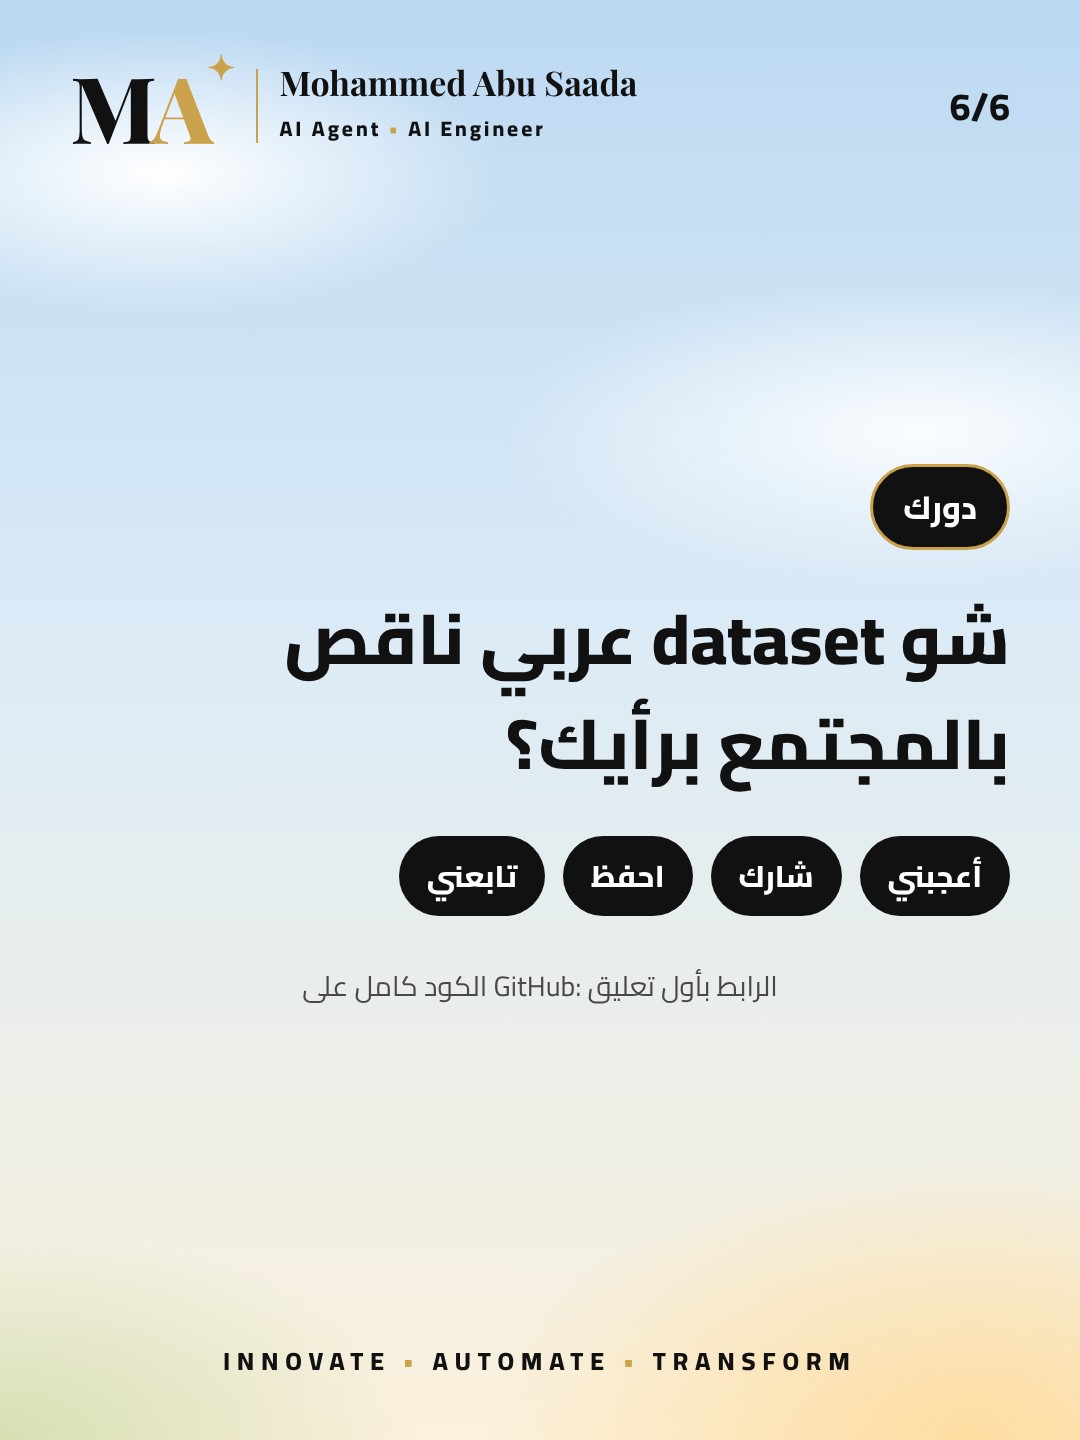 MA
Mohammed Abu Saada
AI Agent ▪ AI Engineer
6/6
دورك
شو dataset عربي ناقص
بالمجتمع برأيك؟
أعجبني
شارك
احفظ
تابعني
الكود كامل على GitHub: الرابط بأول تعليق
INNOVATE ▪ AUTOMATE ▪ TRANSFORM